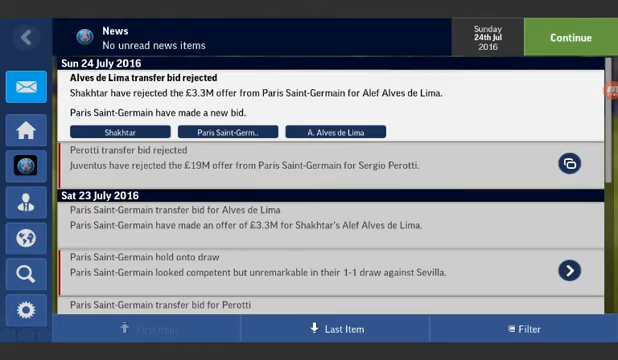 News
No unread news items
Sunday
24th Jul
2016
Continue
Sun 24 July 2016
Alves de Lima transfer bid rejected
Shakhtar have rejected the £3.3M offer from Paris Saint-Germain for Alef Alves de Lima.
Paris Saint-Germain have made a new bid.
Shakhtar
Paris Saint-Germ..
A. Alves de Lima
Perotti transfer bid rejected
Juventus have rejected the £19M offer from Paris Saint-Germain for Sergio Perotti.
Sat 23 July 2016
Paris Saint-Germain transfer bid for Alves de Lima
Paris Saint-Germain have made an offer of £3.3M for Shakhtar's Alef Alves de Lima.
Paris Saint-Germain hold onto draw
Paris Saint-Germain looked competent but unremarkable in their 1-1 draw against Sevilla.
Paris Saint-Germain transfer bid for Perotti
First Item
Last Item
Filter